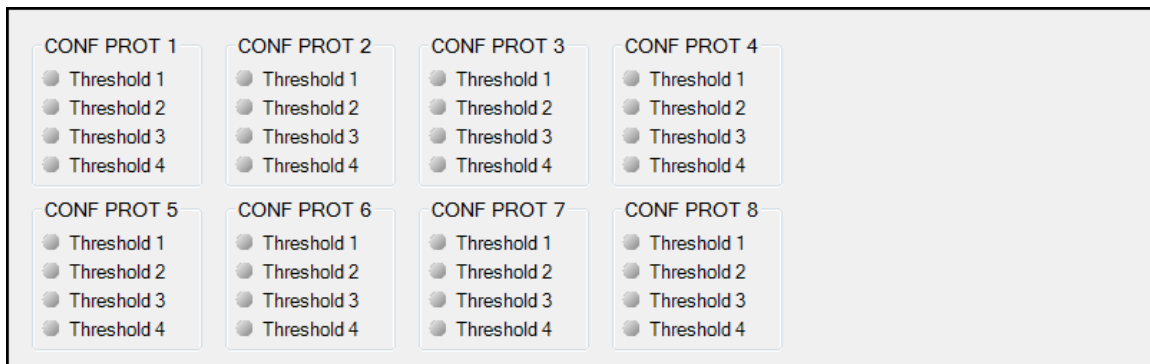 CONF PROT 1
Threshold 1
Threshold 2
Threshold 3
Threshold 4
CONF PROT 2
Threshold 1
Threshold 2
Threshold 3
Threshold 4
CONF PROT 3
Threshold 1
Threshold 2
Threshold 3
Threshold 4
CONF PROT 4
Threshold 1
Threshold 2
Threshold 3
Threshold 4
CONF PROT 5
Threshold 1
Threshold 2
Threshold 3
Threshold 4
CONF PROT 6
Threshold 1
Threshold 2
Threshold 3
Threshold 4
CONF PROT 7
Threshold 1
Threshold 2
Threshold 3
Threshold 4
CONF PROT 8
Threshold 1
Threshold 2
Threshold 3
Threshold 4